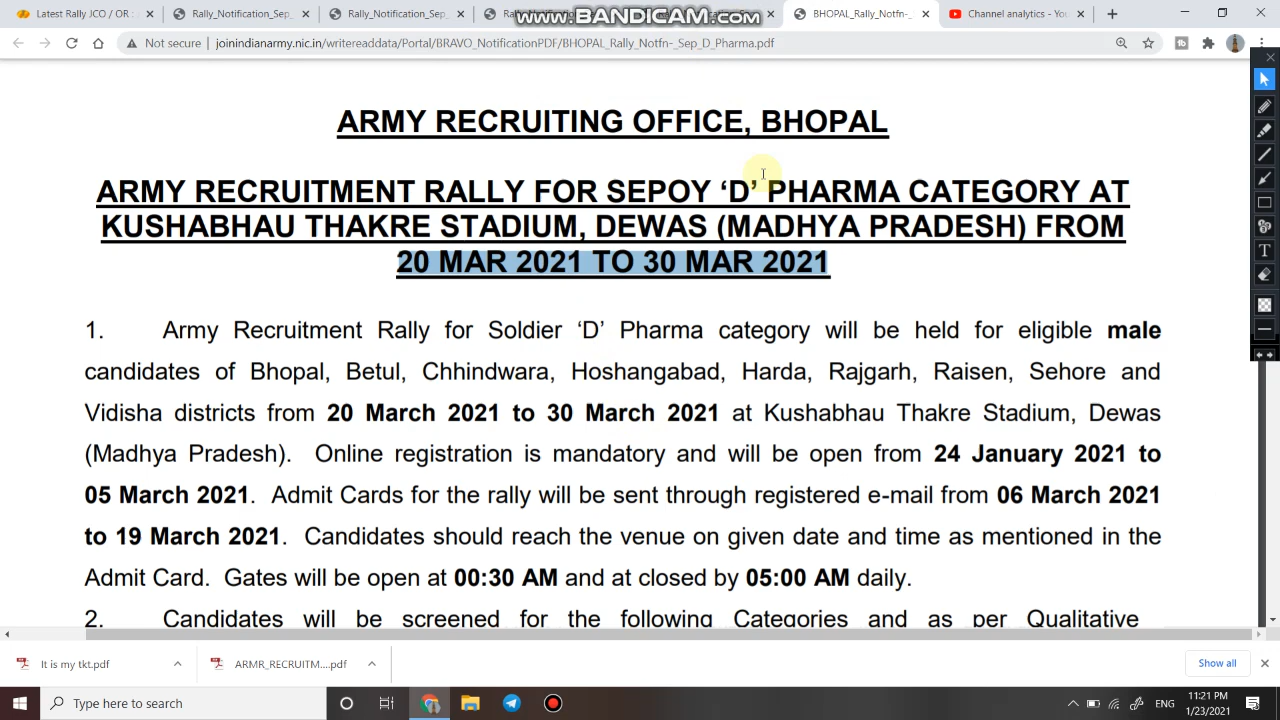 Latest Rally JCO / OR :
Rally_Notification_Sep_
Rally_Notification_Sep_
BHOPAL_Rally_Notfn-_
Channel analytics - You
www.BANDICAM.com
Not secure
joinindianarmy.nic.in/writereaddata/Portal/BRAVO_NotificationPDF/BHOPAL_Rally_Notfn-_Sep_D_Pharma.pdf
ARMY RECRUITING OFFICE, BHOPAL
ARMY RECRUITMENT RALLY FOR SEPOY ‘D’ PHARMA CATEGORY AT
KUSHABHAU THAKRE STADIUM, DEWAS (MADHYA PRADESH) FROM
20 MAR 2021 TO 30 MAR 2021
1. Army Recruitment Rally for Soldier ‘D’ Pharma category will be held for eligible male
candidates of Bhopal, Betul, Chhindwara, Hoshangabad, Harda, Rajgarh, Raisen, Sehore and
Vidisha districts from 20 March 2021 to 30 March 2021 at Kushabhau Thakre Stadium, Dewas
(Madhya Pradesh). Online registration is mandatory and will be open from 24 January 2021 to
05 March 2021. Admit Cards for the rally will be sent through registered e-mail from 06 March 2021
to 19 March 2021. Candidates should reach the venue on given date and time as mentioned in the
Admit Card. Gates will be open at 00:30 AM and at closed by 05:00 AM daily.
2. Candidates will be screened for the following Categories and as per Qualitative
It is my tkt.pdf
ARMR_RECRUITM....pdf
Show all
Type here to search
ENG
11:21 PM
1/23/2021